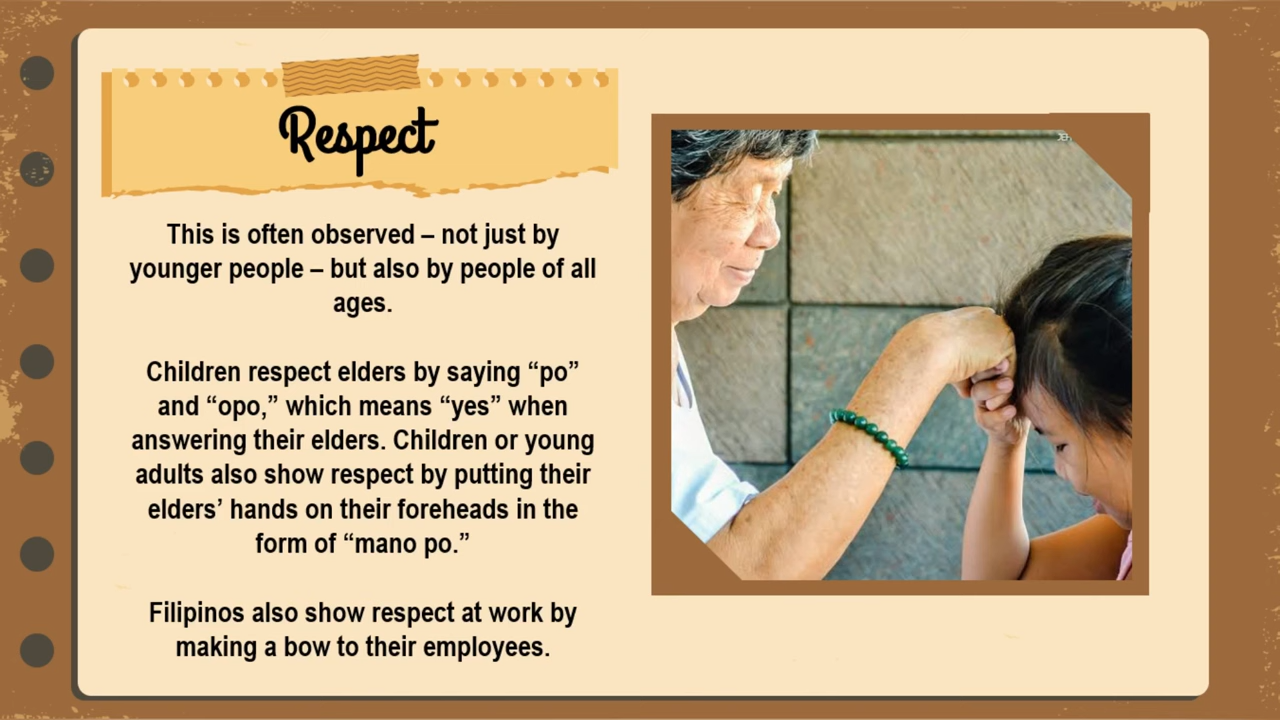 Respect
This is often observed – not just by
younger people – but also by people of all
ages.
Children respect elders by saying “po”
and “opo,” which means “yes” when
answering their elders. Children or young
adults also show respect by putting their
elders’ hands on their foreheads in the
form of “mano po.”
Filipinos also show respect at work by
making a bow to their employees.